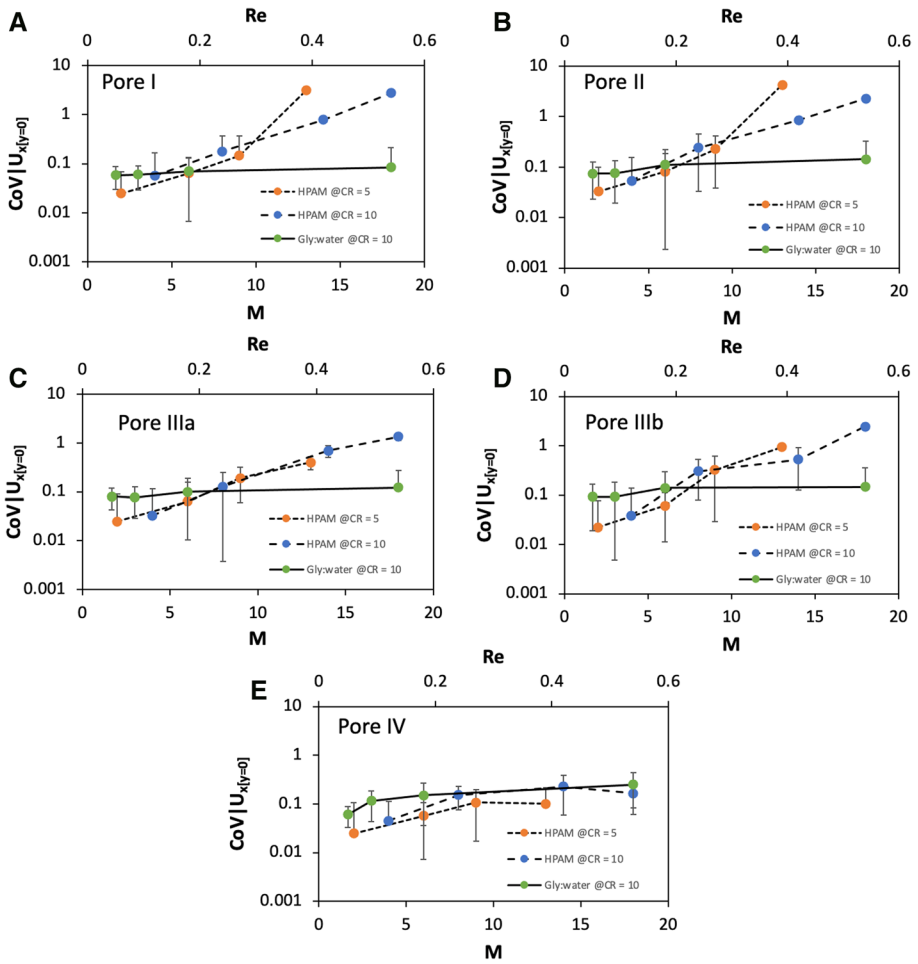 A
Re
0 0.2 0.4 0.6
Pore I
10
1
0.1
0.01
0.001
CoV|Ux[y=0]
HPAM @CR = 5
HPAM @CR = 10
Gly:water @CR = 10
0 5 10 15 20
M
B
Re
0 0.2 0.4 0.6
Pore II
10
1
0.1
0.01
0.001
CoV|Ux[y=0]
HPAM @CR = 5
HPAM @CR = 10
Gly:water @CR = 10
0 5 10 15 20
M
C
Re
0 0.2 0.4 0.6
Pore IIIa
10
1
0.1
0.01
0.001
CoV|Ux[y=0]
HPAM @CR = 5
HPAM @CR = 10
Gly:water @CR = 10
0 5 10 15 20
M
D
Re
0 0.2 0.4 0.6
Pore IIIb
10
1
0.1
0.01
0.001
CoV|Ux[y=0]
HPAM @CR = 5
HPAM @CR = 10
Gly:water @CR = 10
0 5 10 15 20
M
E
Re
0 0.2 0.4 0.6
Pore IV
10
1
0.1
0.01
0.001
CoV|Ux[y=0]
HPAM @CR = 5
HPAM @CR = 10
Gly:water @CR = 10
0 5 10 15 20
M